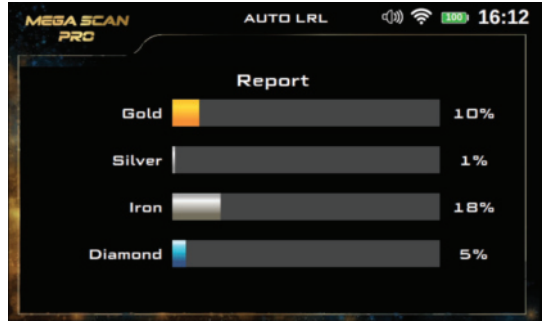 MEGA SCAN
PRO
AUTO LRL
100
16:12
Report
Gold
10%
Silver
1%
Iron
18%
Diamond
5%